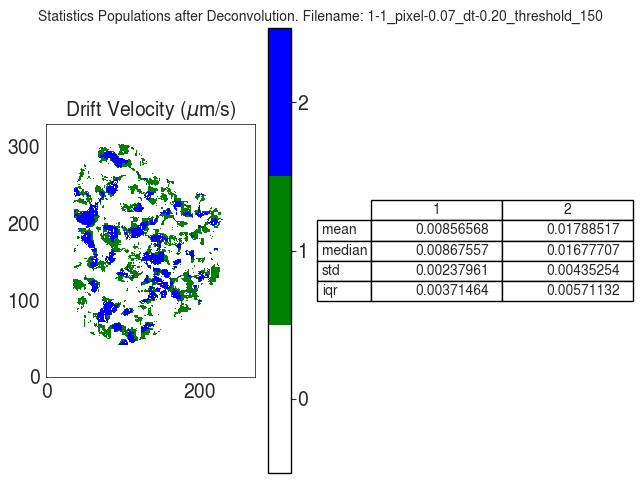 Statistics Populations after Deconvolution. Filename: 1-1_pixel-0.07_dt-0.20_threshold_150
Drift Velocity (μm/s)
300
200
100
0
0 200
2
1
0
1 2
mean 0.00856568 0.01788517
median 0.00867557 0.01677707
std 0.00237961 0.00435254
iqr 0.00371464 0.00571132